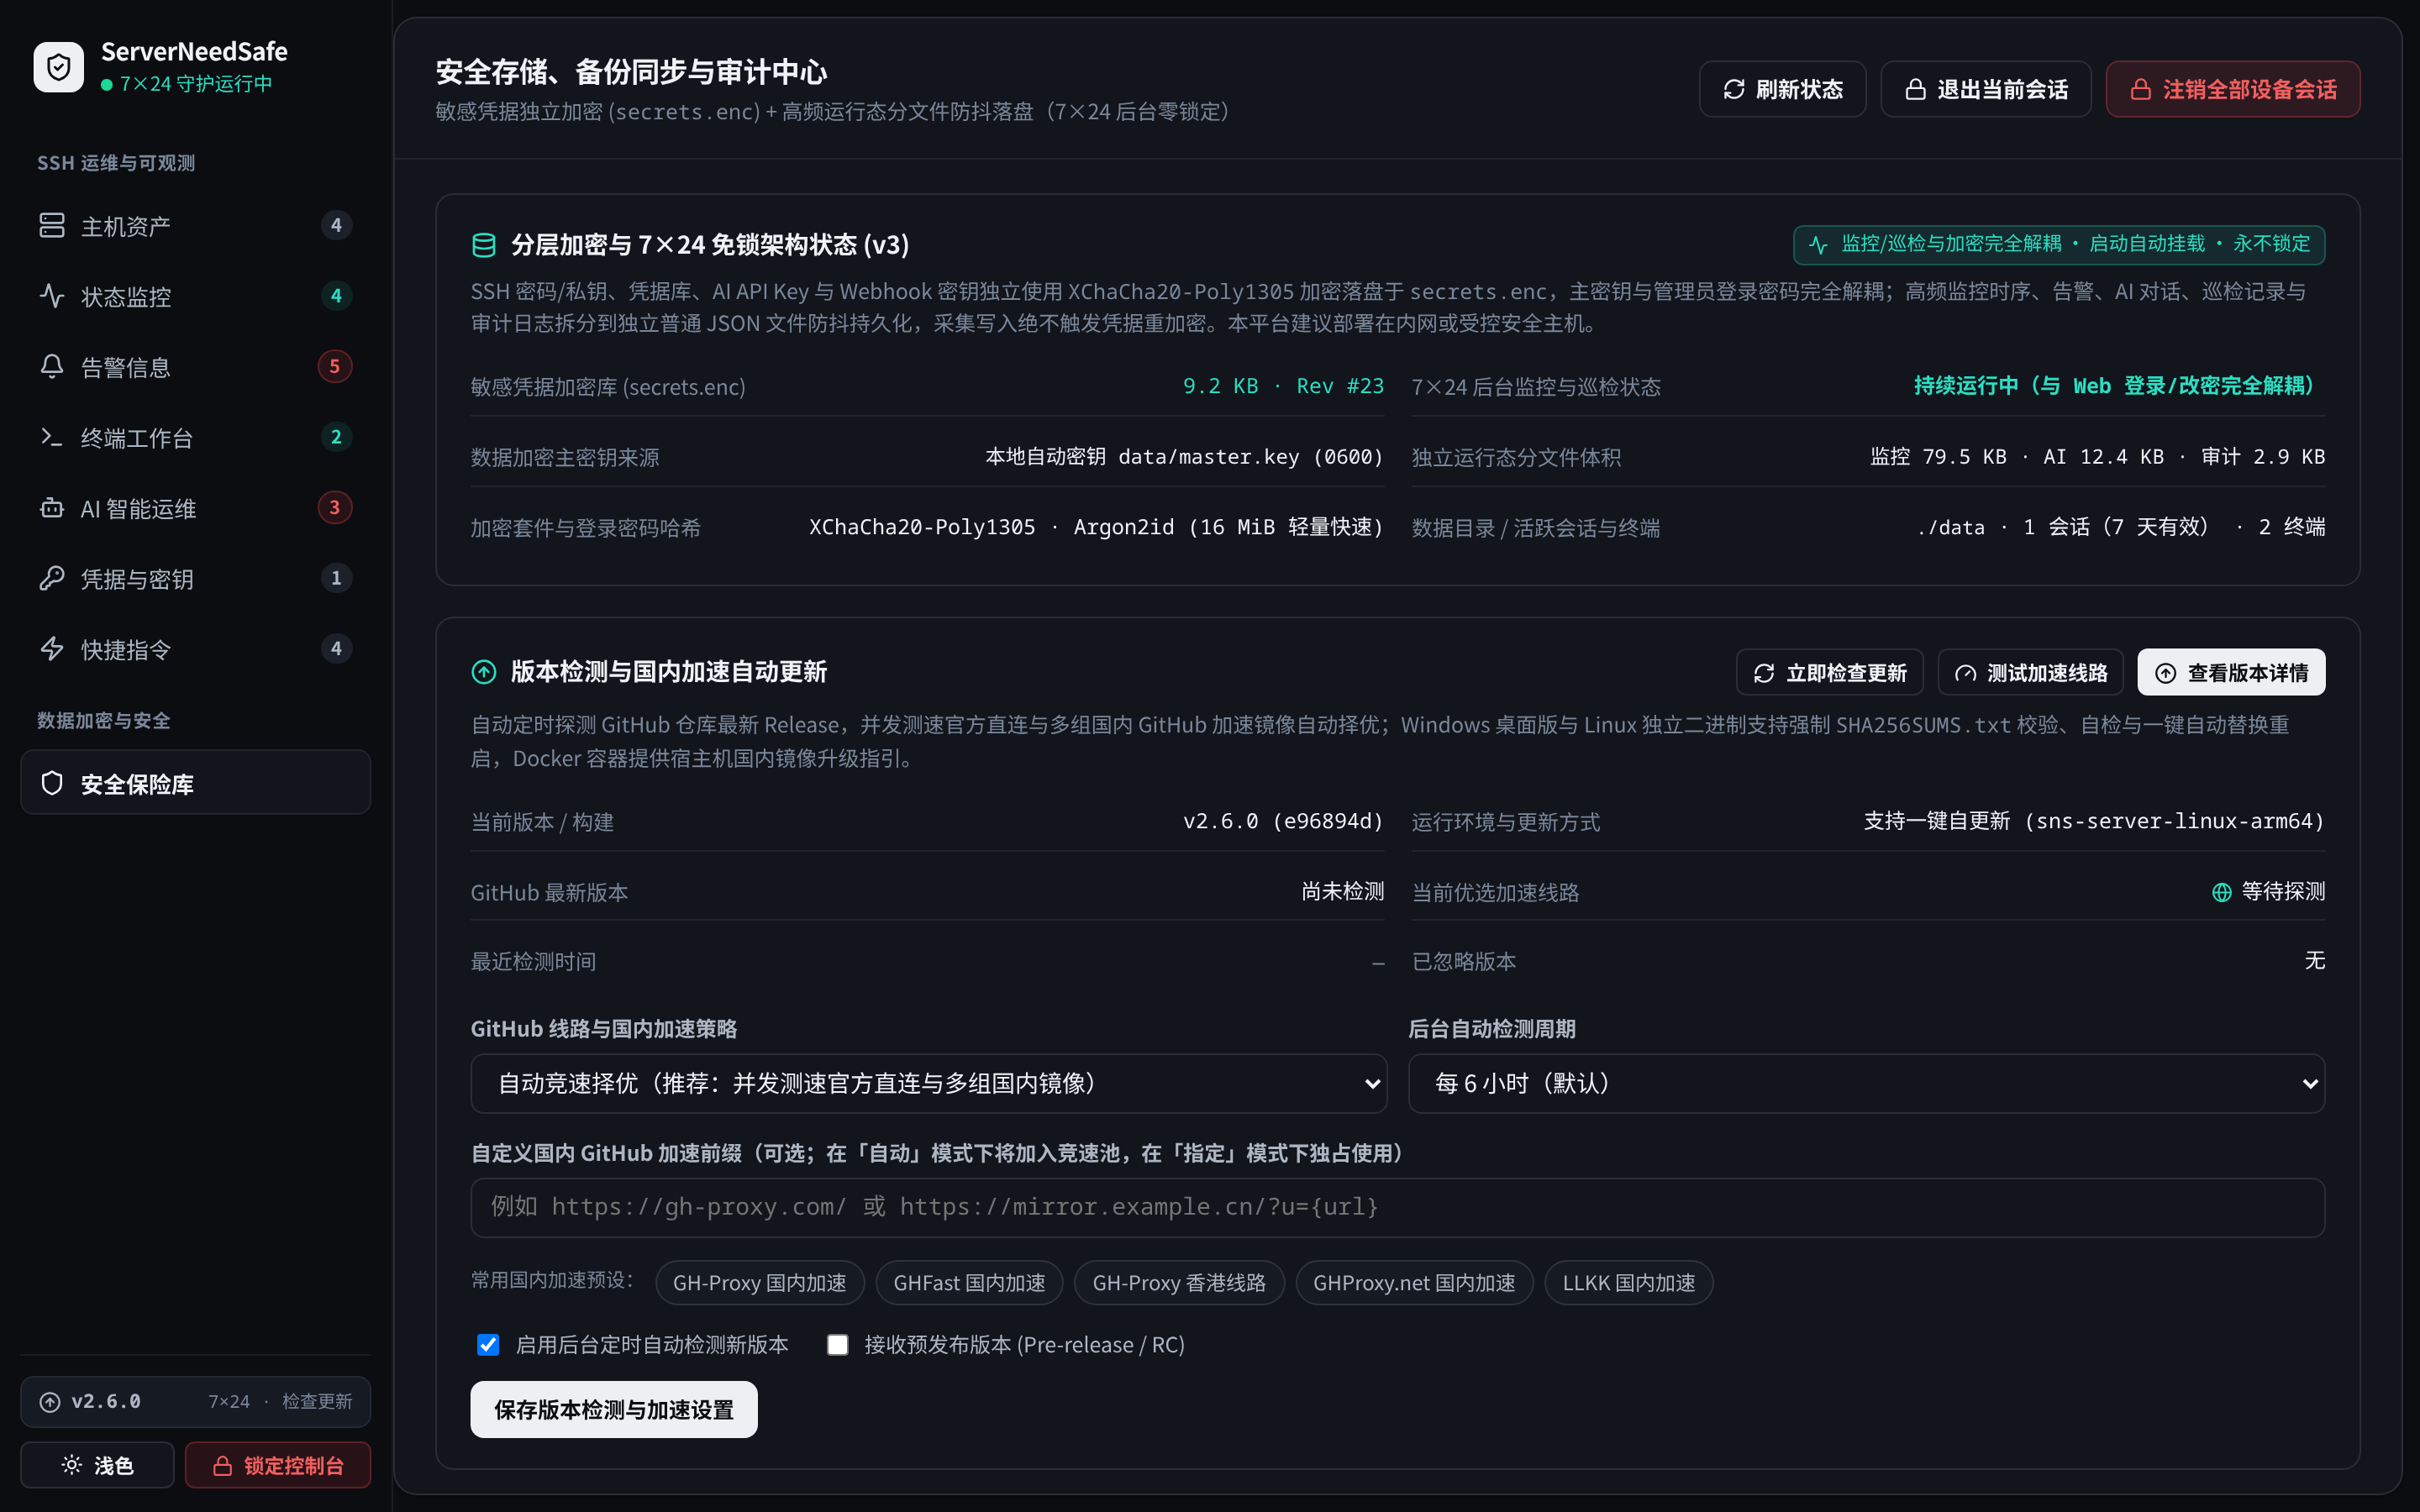 ServerNeedSafe
7×24 守护运行中
SSH 运维与可观测
主机资产 4
状态监控 4
告警信息 5
终端工作台 2
AI 智能运维 3
凭据与密钥 1
快捷指令 4
数据加密与安全
安全保险库
v2.6.0 7×24 · 检查更新
浅色 锁定控制台
安全存储、备份同步与审计中心
敏感凭据独立加密 (secrets.enc) + 高频运行态分文件防抖落盘（7×24 后台零锁定）
刷新状态 退出当前会话 注销全部设备会话
分层加密与 7×24 免锁架构状态 (v3)
监控/巡检与加密完全解耦 • 启动自动挂载 • 永不锁定
SSH 密码/私钥、凭据库、AI API Key 与 Webhook 密钥独立使用 XChaCha20-Poly1305 加密落盘于 secrets.enc，主密钥与管理员登录密码完全解耦；高频监控时序、告警、AI 对话、巡检记录与
审计日志拆分到独立普通 JSON 文件防抖持久化，采集写入绝不触发凭据重加密。本平台建议部署在内网或受控安全主机。
敏感凭据加密库 (secrets.enc) 9.2 KB · Rev #23
7×24 后台监控与巡检状态 持续运行中（与 Web 登录/改密完全解耦）
数据加密主密钥来源 本地自动密钥 data/master.key (0600)
独立运行态分文件体积 监控 79.5 KB · AI 12.4 KB · 审计 2.9 KB
加密套件与登录密码哈希 XChaCha20-Poly1305 · Argon2id (16 MiB 轻量快速)
数据目录 / 活跃会话与终端 ./data · 1 会话（7 天有效） · 2 终端
版本检测与国内加速自动更新
立即检查更新 测试加速线路 查看版本详情
自动定时探测 GitHub 仓库最新 Release，并发测速官方直连与多组国内 GitHub 加速镜像自动择优；Windows 桌面版与 Linux 独立二进制支持强制 SHA256SUMS.txt 校验、自检与一键自动替换重
启，Docker 容器提供宿主机国内镜像升级指引。
当前版本 / 构建 v2.6.0 (e96894d)
运行环境与更新方式 支持一键自更新 (sns-server-linux-arm64)
GitHub 最新版本 尚未检测
当前优选加速线路 等待探测
最近检测时间 —
已忽略版本 无
GitHub 线路与国内加速策略
自动竞速择优（推荐：并发测速官方直连与多组国内镜像）
后台自动检测周期
每 6 小时（默认）
自定义国内 GitHub 加速前缀（可选；在「自动」模式下将加入竞速池，在「指定」模式下独占使用）
例如 https://gh-proxy.com/ 或 https://mirror.example.cn/?u={url}
常用国内加速预设： GH-Proxy 国内加速 GHFast 国内加速 GH-Proxy 香港线路 GHProxy.net 国内加速 LLKK 国内加速
启用后台定时自动检测新版本 接收预发布版本 (Pre-release / RC)
保存版本检测与加速设置